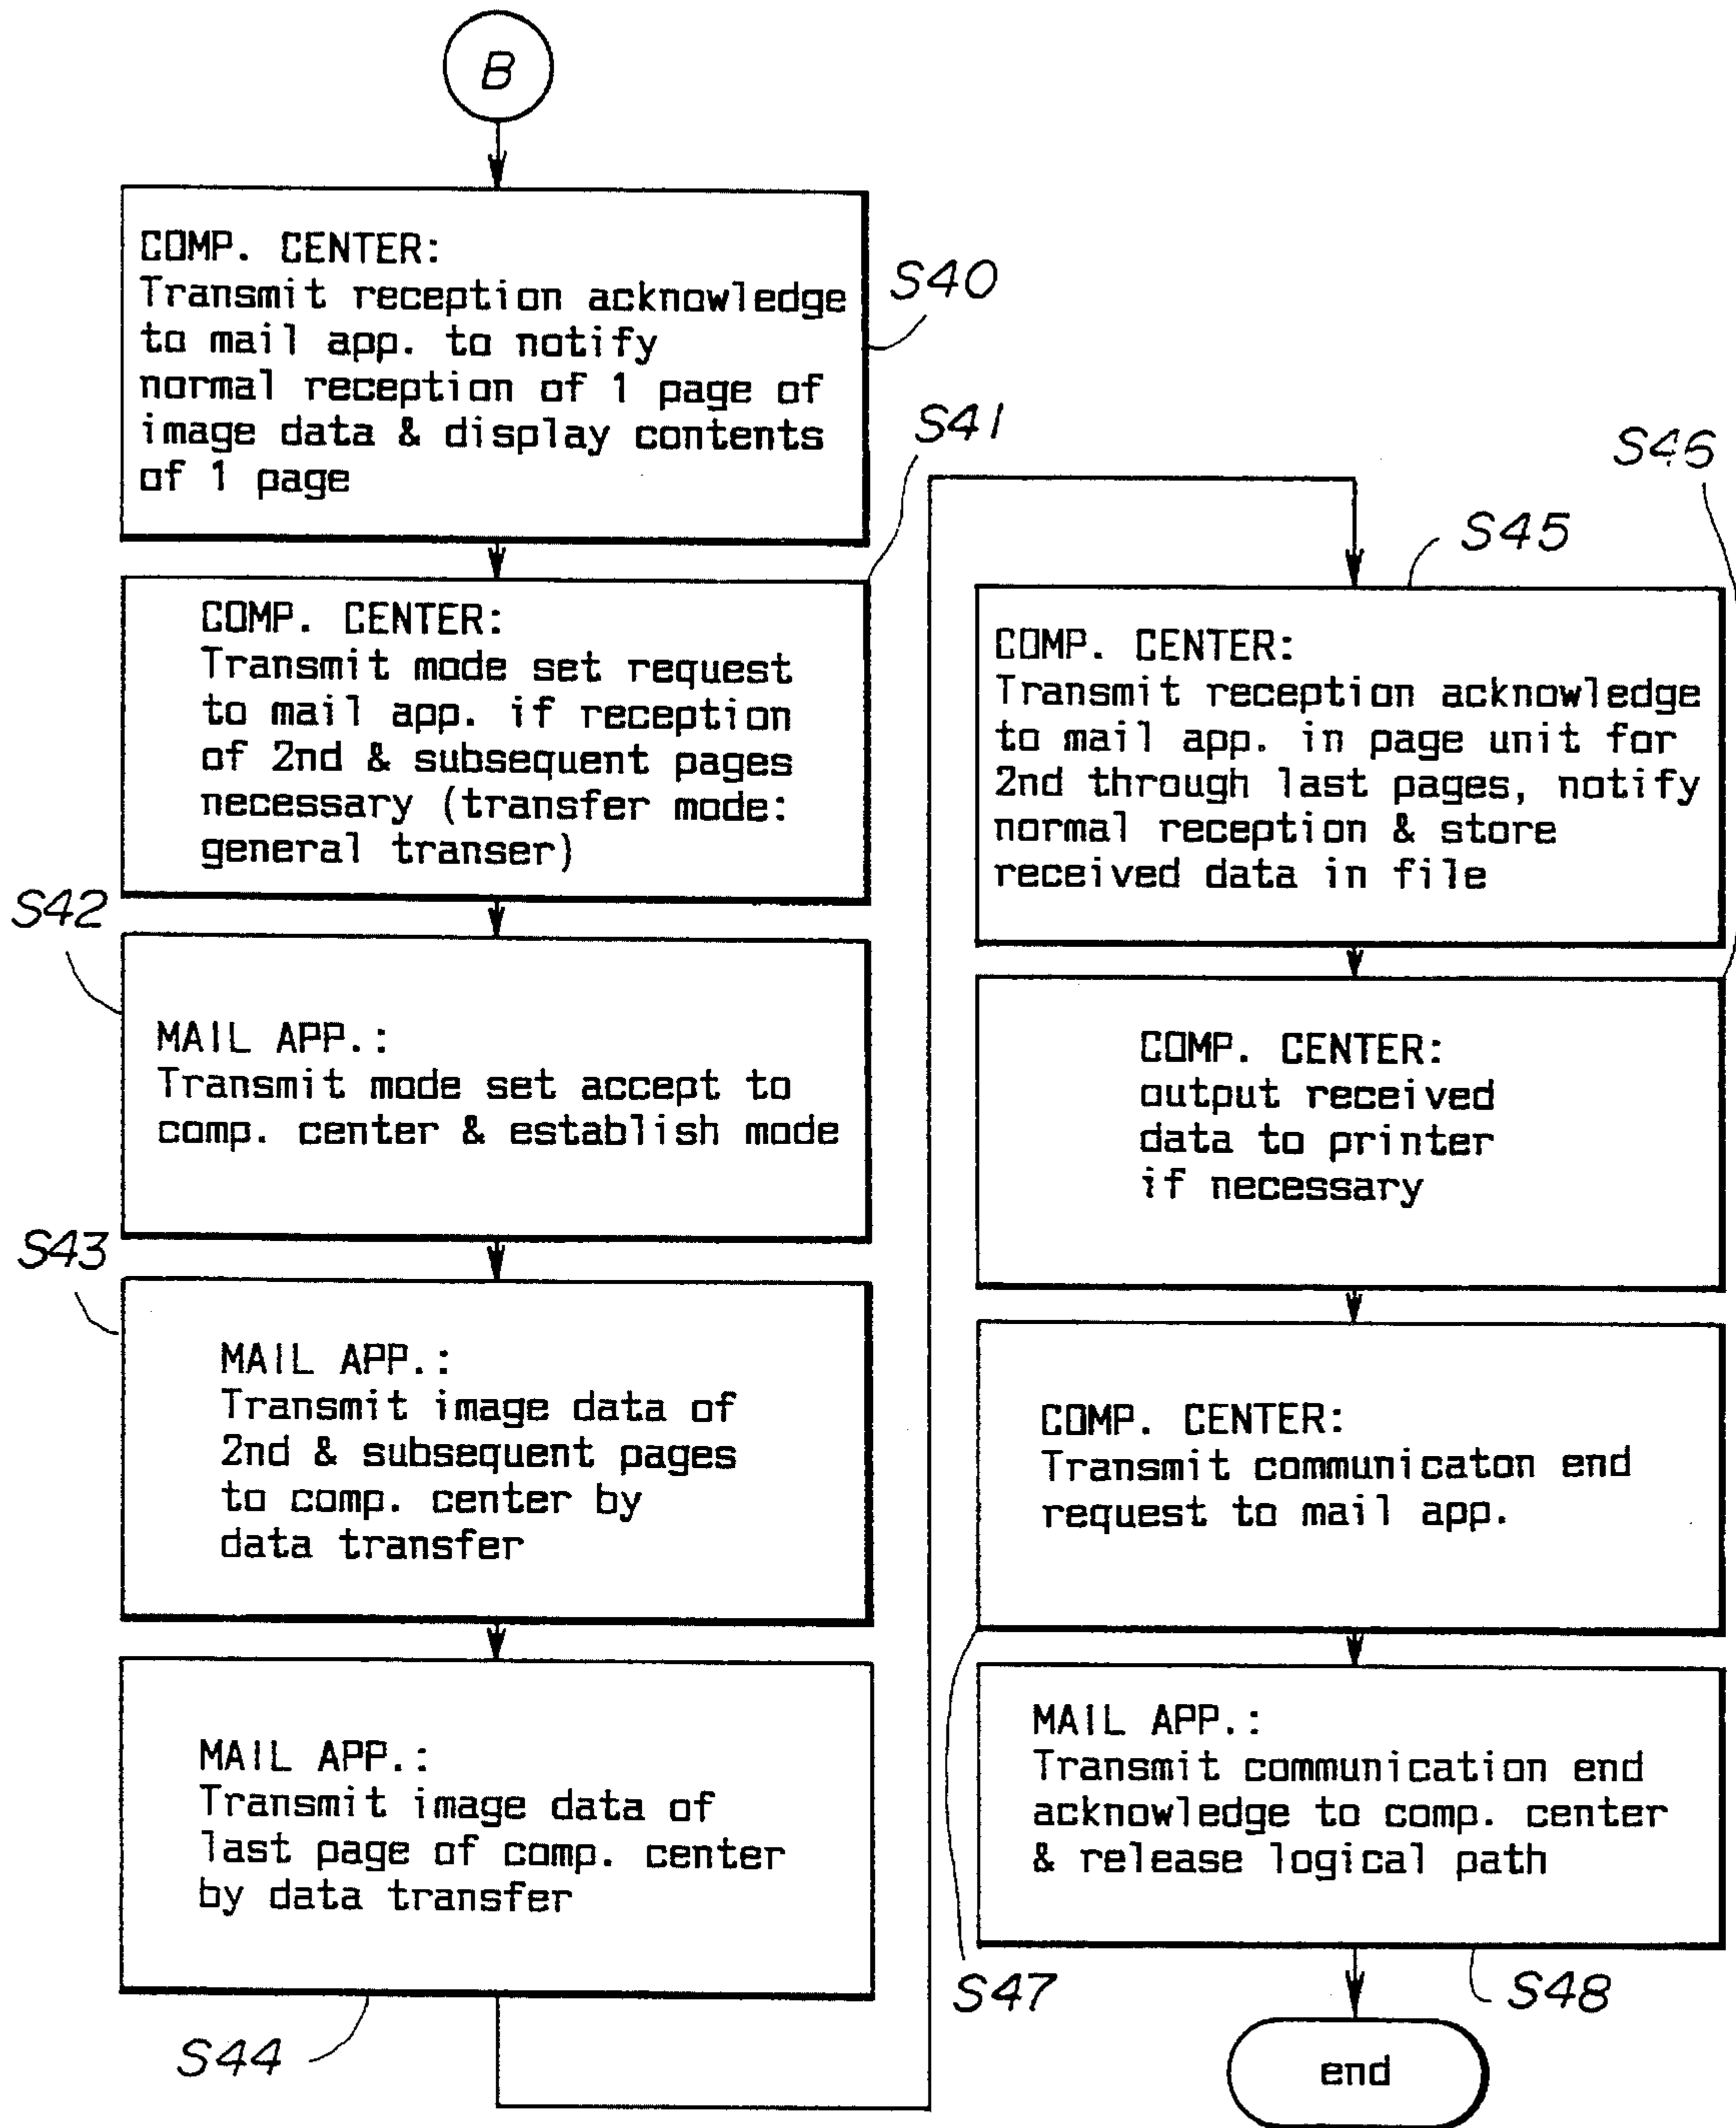 B
COMP. CENTER:
Transmit reception acknowledge
to mail app. to notify
normal reception of 1 page of
image data & display contents
of 1 page
S40
COMP. CENTER:
Transmit mode set request
to mail app. if reception
of 2nd & subsequent pages
necessary (transfer mode:
general transer)
S41
MAIL APP.:
Transmit mode set accept to
comp. center & establish mode
S42
MAIL APP.:
Transmit image data of
2nd & subsequent pages
to comp. center by
data transfer
S43
MAIL APP.:
Transmit image data of
last page of comp. center
by data transfer
S44
COMP. CENTER:
Transmit reception acknowledge
to mail app. in page unit for
2nd through last pages, notify
normal reception & store
received data in file
S45
COMP. CENTER:
output received
data to printer
if necessary
S46
COMP. CENTER:
Transmit communicaton end
request to mail app.
S47
MAIL APP.:
Transmit communication end
acknowledge to comp. center
& release logical path
S48
end